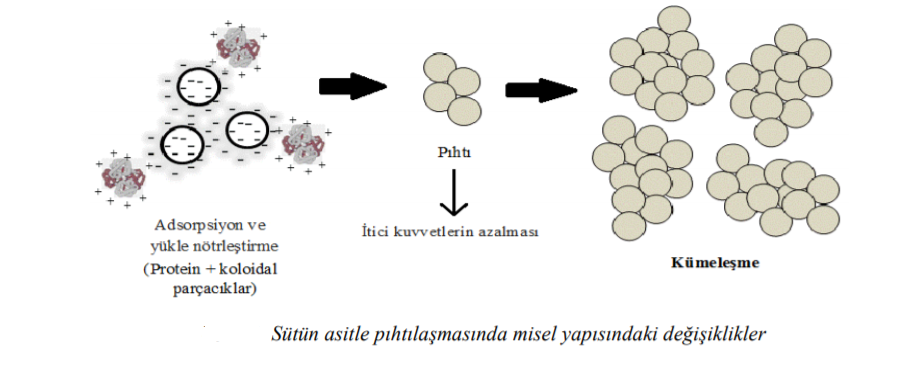 Adsorpsiyon ve
yükle nötrleştirme
(Protein + koloidal
parçacıklar)
Pıhtı
İtici kuvvetlerin azalması
Kümeleşme
Sütün asitle pıhtılaşmasında misel yapısındaki değişiklikler